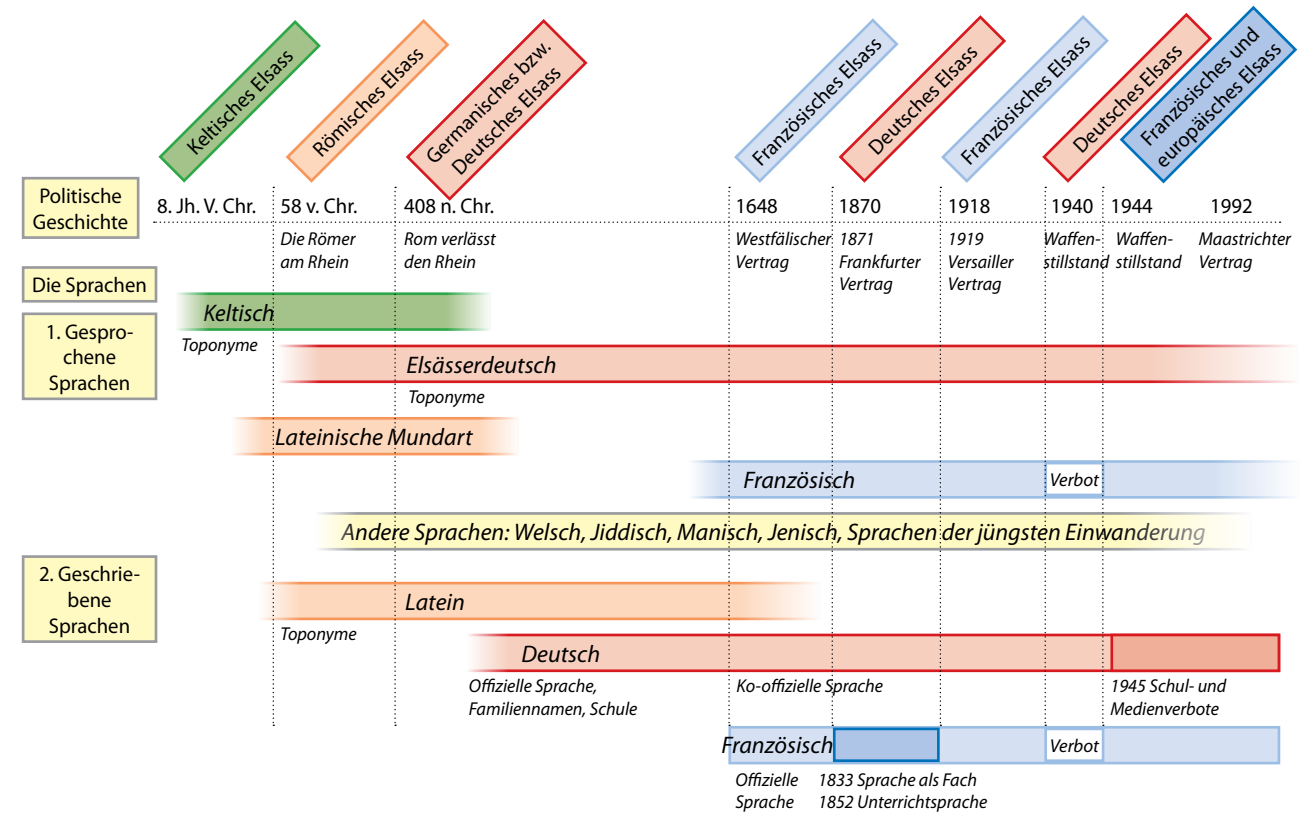 Keltisches Elsass
Römisches Elsass
Germanisches bzw.
Deutsches Elsass
Französisches Elsass
Deutsches Elsass
Französisches Elsass
Deutsches Elsass
Französisches und
europäisches Elsass
Politische
Geschichte
8. Jh. V. Chr.
58 v. Chr.
408 n. Chr.
1648
1870
1918
1940
1944
1992
Die Römer
am Rhein
Rom verlässt
den Rhein
Westfälischer
Vertrag
1871
Frankfurter
Vertrag
1919
Versailler
Vertrag
Waffen-
stillstand
Waffen-
stillstand
Maastrichter
Vertrag
Die Sprachen
1. Gespro-
chene
Sprachen
Keltisch
Toponyme
Elsässerdeutsch
Toponyme
Lateinische Mundart
Französisch
Verbot
Andere Sprachen: Welsch, Jiddisch, Manisch, Jenisch, Sprachen der jüngsten Einwanderung
2. Geschrie-
bene
Sprachen
Latein
Toponyme
Deutsch
Offizielle Sprache,
Familiennamen, Schule
Ko-offizielle Sprache
1945 Schul- und
Medienverbote
Französisch
Verbot
Offizielle
Sprache
1833 Sprache als Fach
1852 Unterrichtsprache